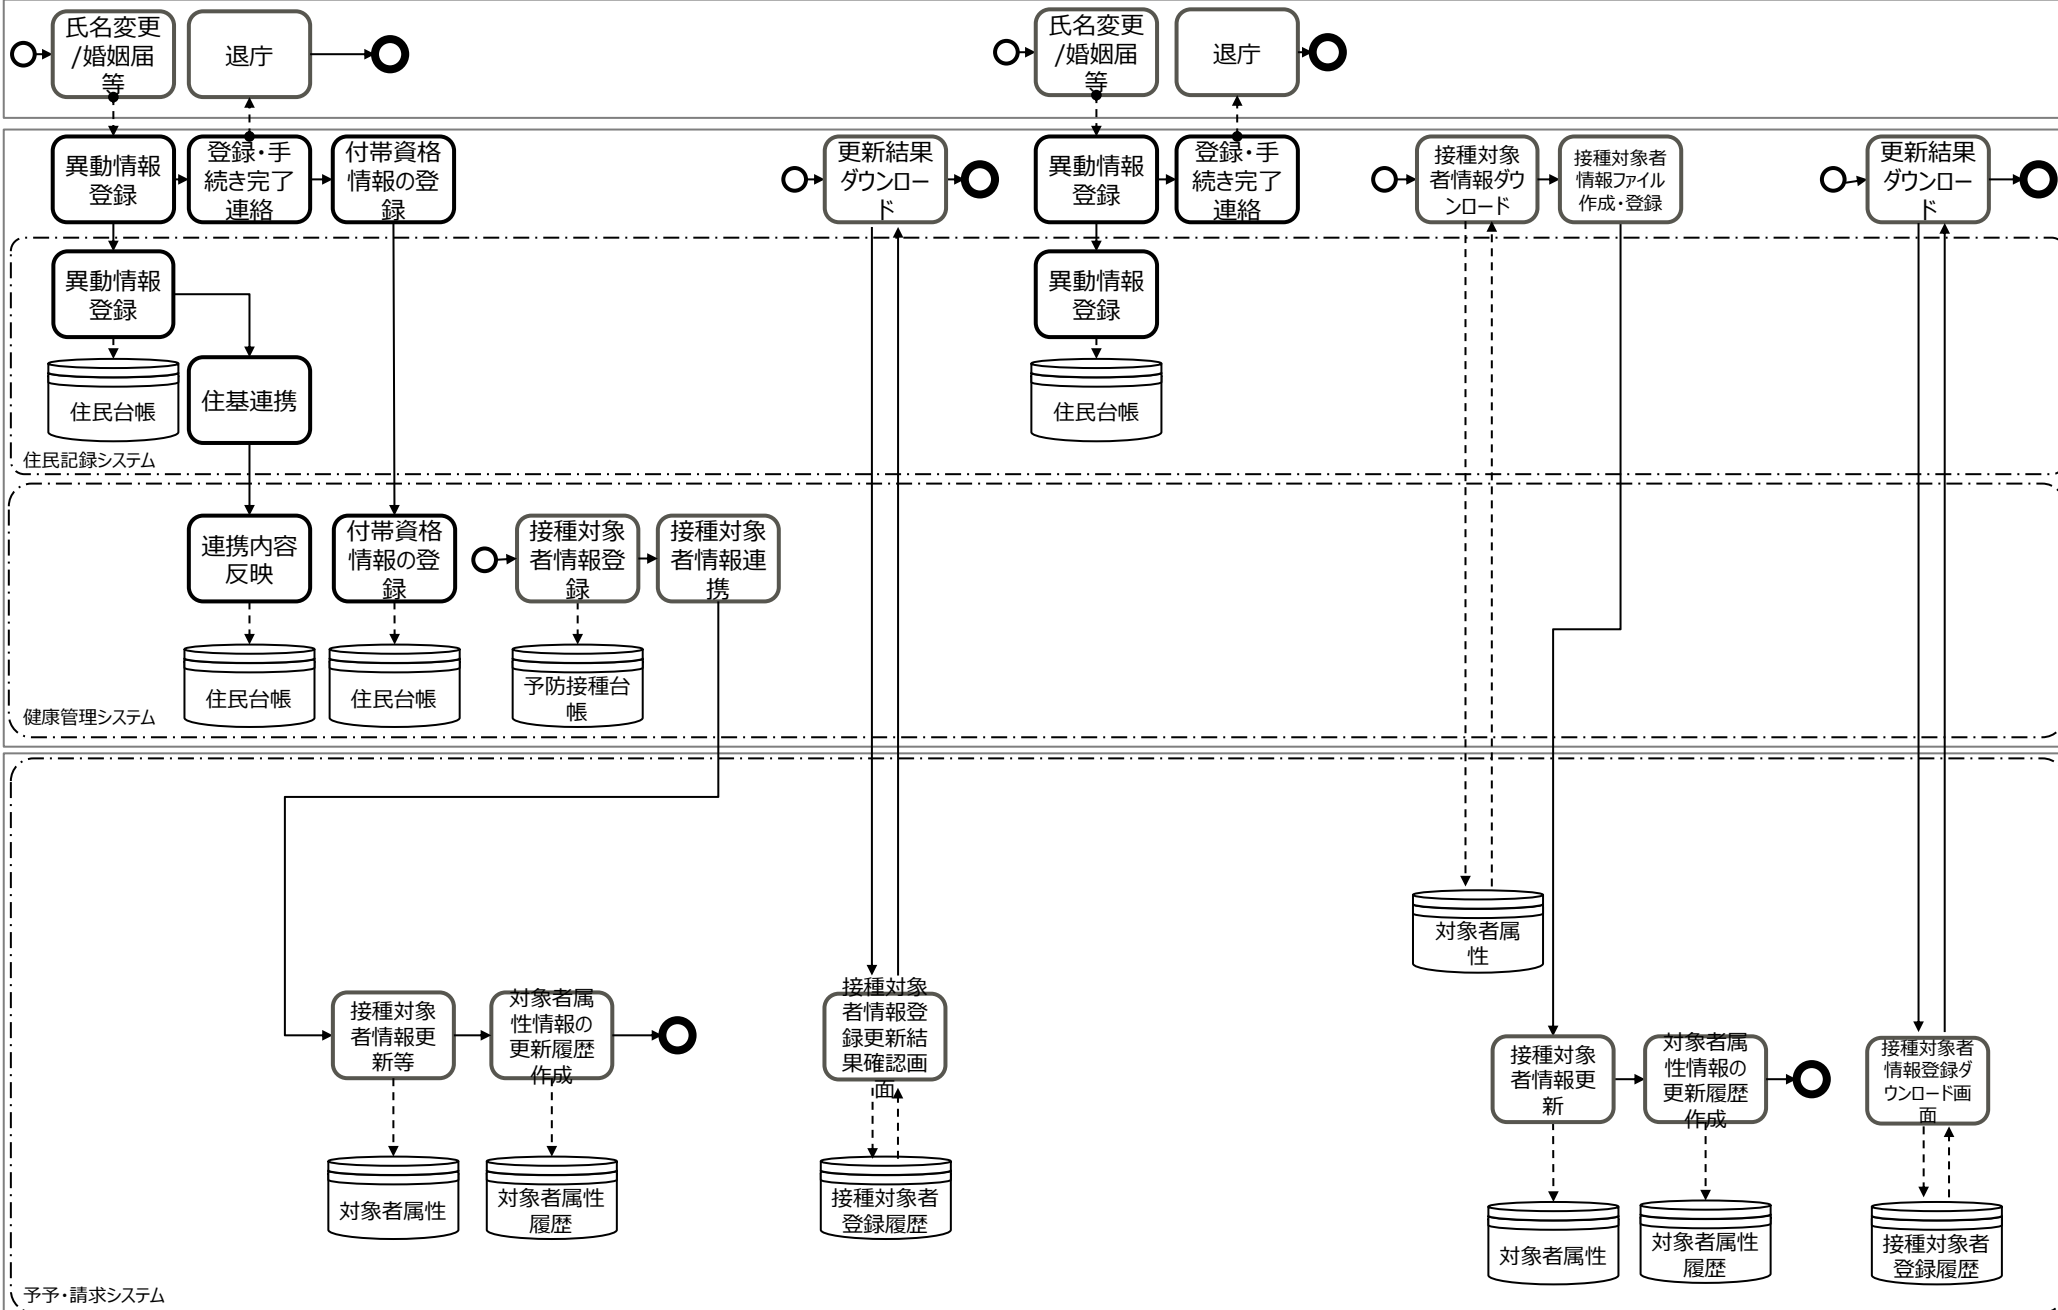 氏名変更
/婚姻届
等
退庁
氏名変更
/婚姻届
等
退庁
異動情報
登録
登録・手
続き完了
連絡
付帯資格
情報の登
録
更新結果
ダウンロー
ド
異動情報
登録
登録・手
続き完了
連絡
接種対象
者情報ダウ
ンロード
接種対象者
情報ファイル
作成・登録
更新結果
ダウンロー
ド
異動情報
登録
住民台帳
住基連携
異動情報
登録
住民台帳
住民記録システム
連携内容
反映
付帯資格
情報の登
録
接種対象
者情報登
録
接種対象
者情報連
携
住民台帳
住民台帳
予防接種台
帳
健康管理システム
対象者属
性
接種対象
者情報更
新等
対象者属
性情報の
更新履歴
作成
接種対象
者情報登
録更新結
果確認画
面
接種対象
者情報更
新
対象者属
性情報の
更新履歴
作成
接種対象者
情報登録ダ
ウンロード画
面
対象者属性
対象者属性
履歴
接種対象者
登録履歴
対象者属性
対象者属性
履歴
接種対象者
登録履歴
予予・請求システム